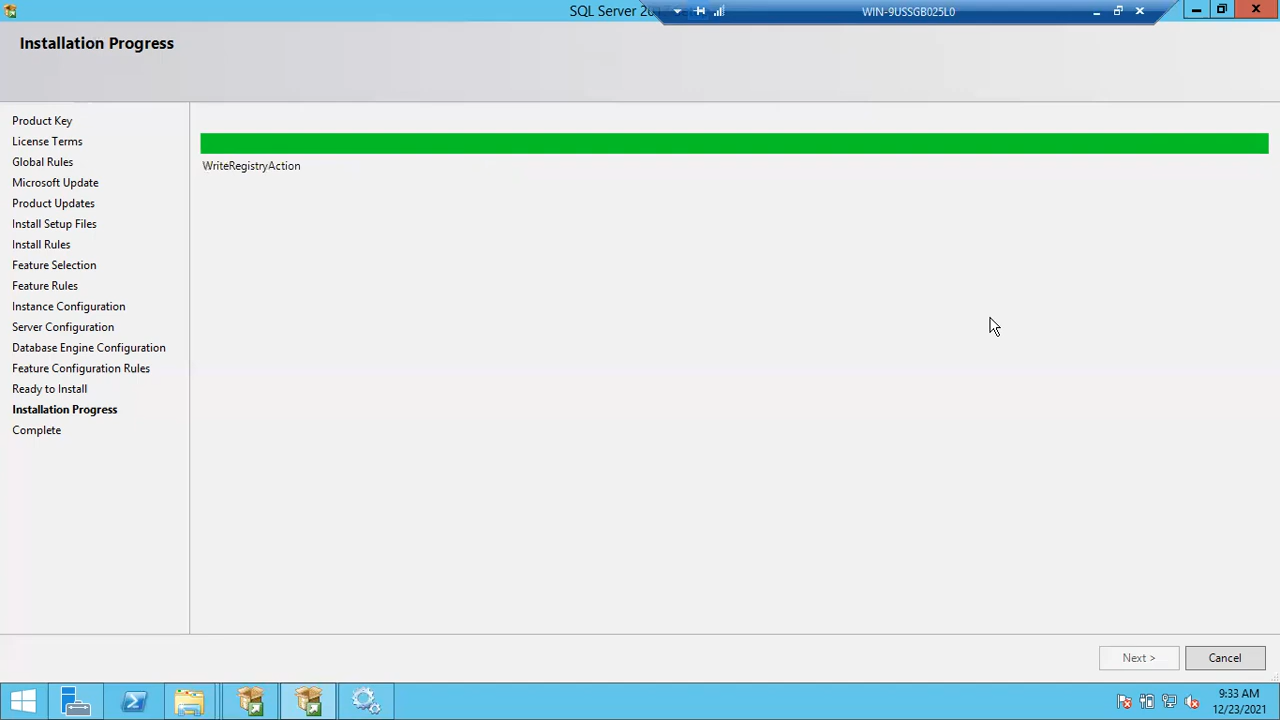 SQL Server 20
WIN-9USSGB025L0
Installation Progress
Product Key
License Terms
Global Rules
Microsoft Update
Product Updates
Install Setup Files
Install Rules
Feature Selection
Feature Rules
Instance Configuration
Server Configuration
Database Engine Configuration
Feature Configuration Rules
Ready to Install
Installation Progress
Complete
WriteRegistryAction
Next >
Cancel
9:33 AM
12/23/2021